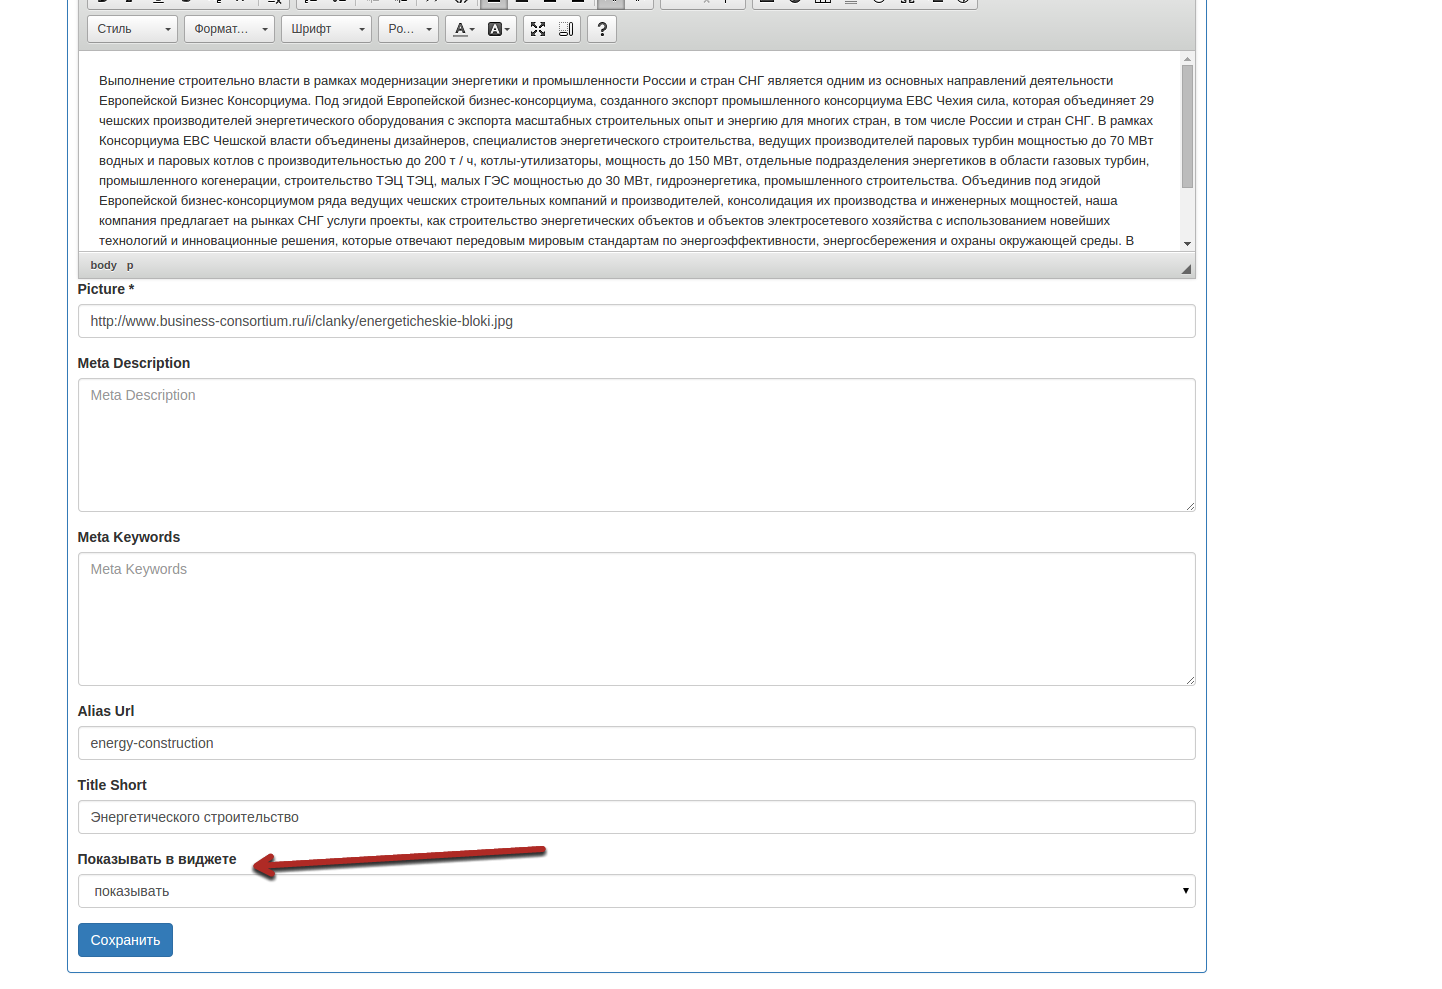 Стиль Формат... Шрифт Ро... A A ?
Выполнение строительно власти в рамках модернизации энергетики и промышленности России и стран СНГ является одним из основных направлений деятельности
Европейской Бизнес Консорциума. Под эгидой Европейской бизнес-консорциума, созданного экспорт промышленного консорциума ЕВС Чехия сила, которая объединяет 29
чешских производителей энергетического оборудования с экспорта масштабных строительных опыт и энергию для многих стран, в том числе России и стран СНГ. В рамках
Консорциума ЕВС Чешской власти объединены дизайнеров, специалистов энергетического строительства, ведущих производителей паровых турбин мощностью до 70 МВт
водных и паровых котлов с производительностью до 200 т / ч, котлы-утилизаторы, мощность до 150 МВт, отдельные подразделения энергетиков в области газовых турбин,
промышленного когенерации, строительство ТЭЦ ТЭЦ, малых ГЭС мощностью до 30 МВт, гидроэнергетика, промышленного строительства. Объединив под эгидой
Европейской бизнес-консорциумом ряда ведущих чешских строительных компаний и производителей, консолидация их производства и инженерных мощностей, наша
компания предлагает на рынках СНГ услуги проекты, как строительство энергетических объектов и объектов электросетевого хозяйства с использованием новейших
технологий и инновационные решения, которые отвечают передовым мировым стандартам по энергоэффективности, энергосбережения и охраны окружающей среды. В
body p
Picture *
http://www.business-consortium.ru/i/clanky/energeticheskie-bloki.jpg
Meta Description
Meta Description
Meta Keywords
Meta Keywords
Alias Url
energy-construction
Title Short
Энергетического строительство
Показывать в виджете
показывать
Сохранить